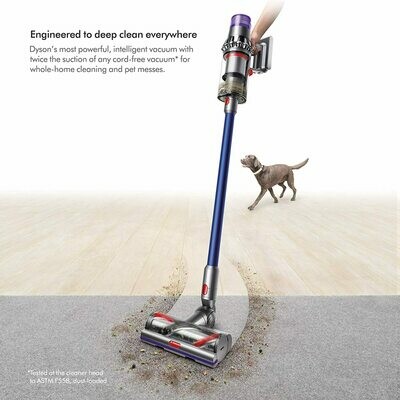 Engineered to deep clean everywhere
Dyson's most powerful, intelligent vacuum with
twice the suction of any cord-free vacuum* for
whole-home cleaning and pet messes.
*Tested at the cleaner head
to ASTM F558, dust-loaded